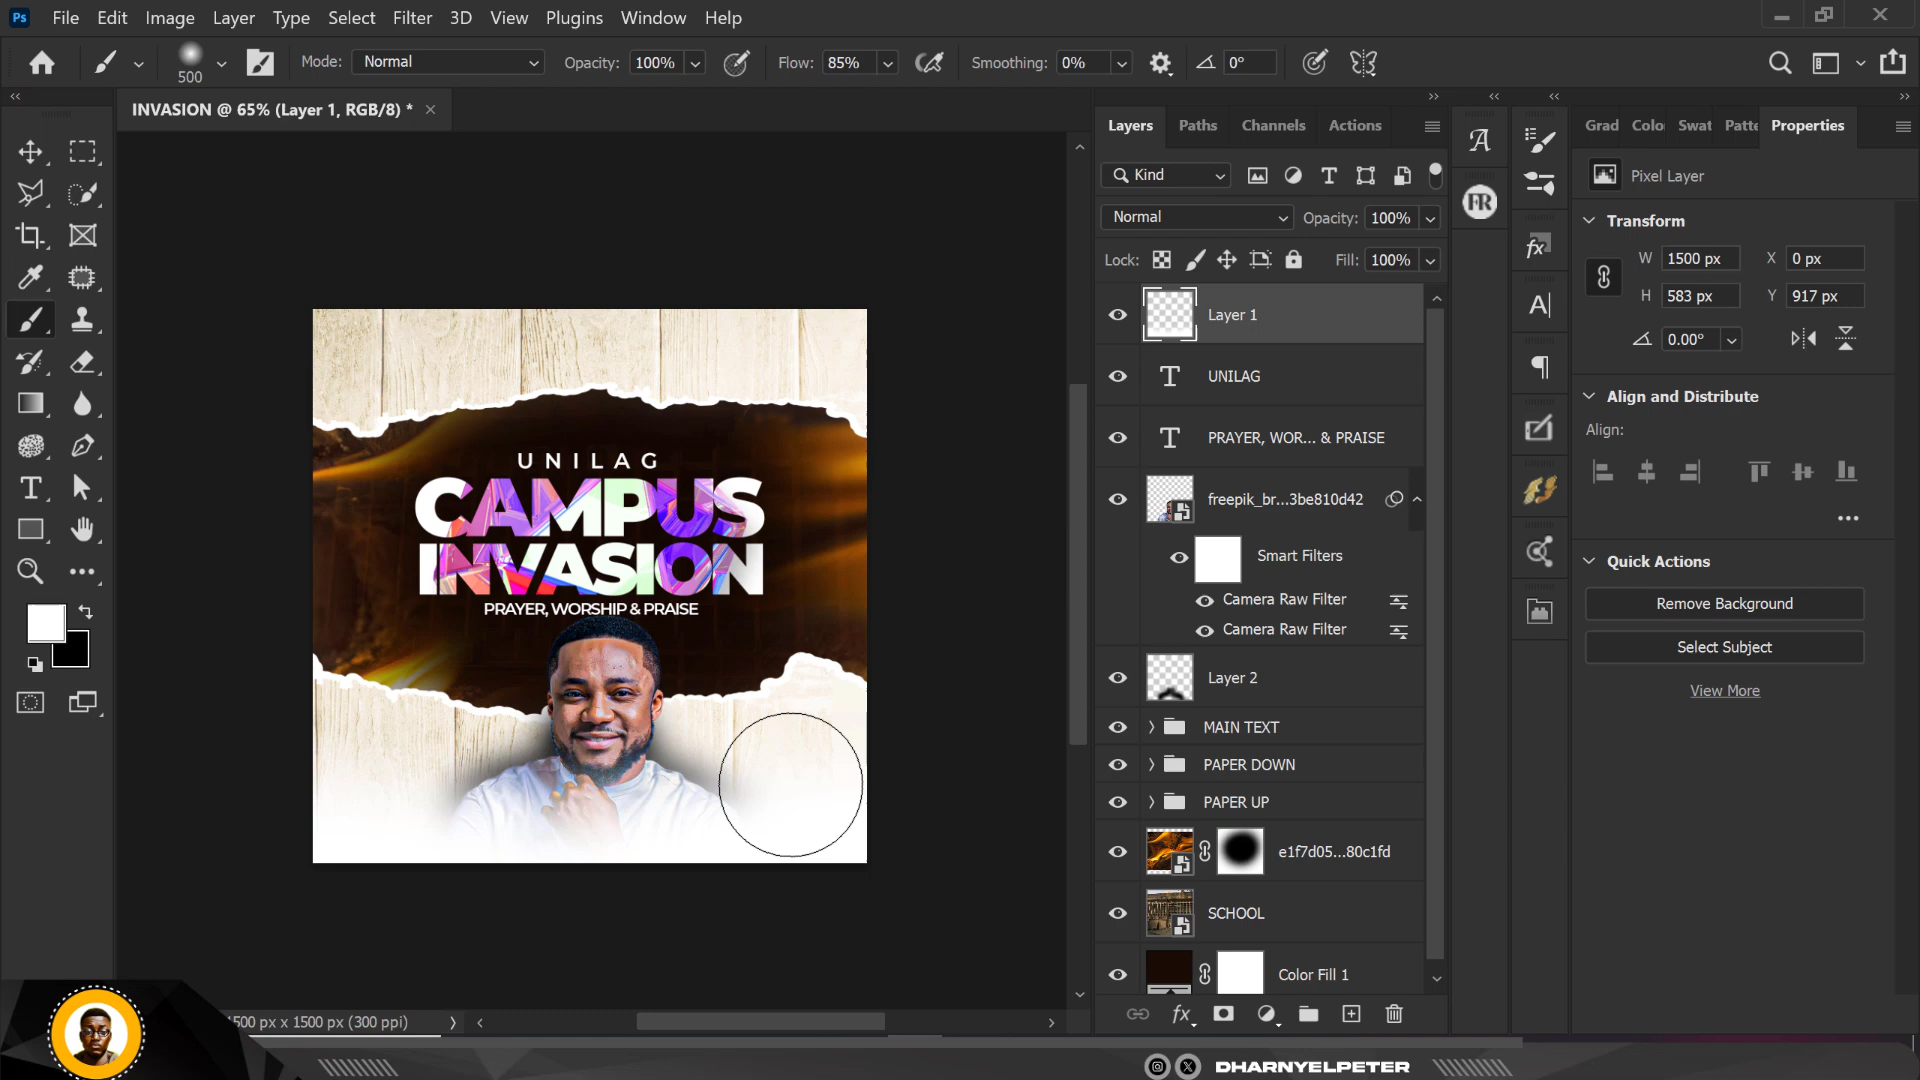 Ps File Edit Image Layer Type Select Filter 3D View Plugins Window Help
500 Mode: Normal Opacity: 100% Flow: 85% Smoothing: 0% 0°
INVASION @ 65% (Layer 1, RGB/8) *
UNILAG
CAMPUS
INVASION
PRAYER, WORSHIP & PRAISE
1500 px x 1500 px (300 ppi)
Layers Paths Channels Actions
Kind
Normal Opacity: 100%
Lock: Fill: 100%
Layer 1
UNILAG
PRAYER, WOR... & PRAISE
freepik_br...3be810d42
Smart Filters
Camera Raw Filter
Camera Raw Filter
Layer 2
MAIN TEXT
PAPER DOWN
PAPER UP
e1f7d05...80c1fd
SCHOOL
Color Fill 1
fx
A
FR
fx
A
Grad Colo Swat Patte Properties
Pixel Layer
Transform
W 1500 px X 0 px
H 583 px Y 917 px
0.00°
Align and Distribute
Align:
Quick Actions
Remove Background
Select Subject
View More
DHARNYELPETER